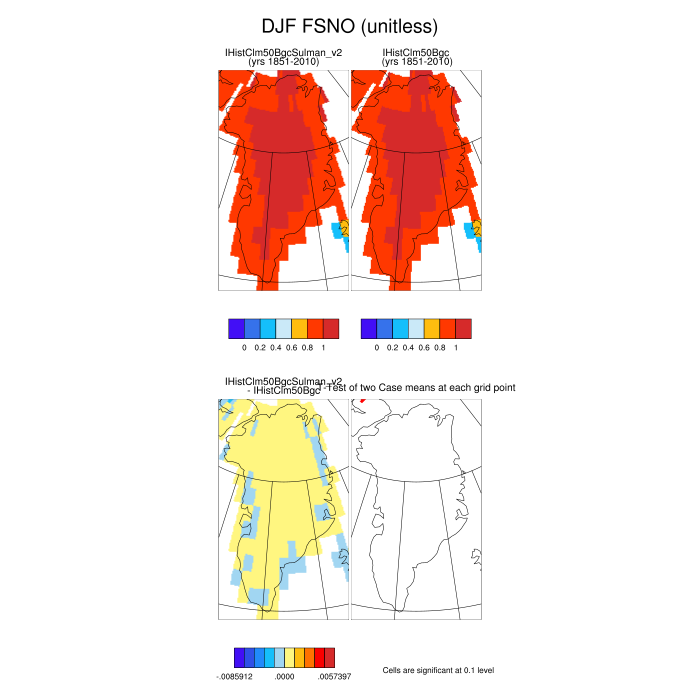 DJF FSNO (unitless)
IHistClm50BgcSulman_v2
(yrs 1851-2010)
IHistClm50Bgc
(yrs 1851-2010)
0 0.2 0.4 0.6 0.8 1
0 0.2 0.4 0.6 0.8 1
IHistClm50BgcSulman_v2
- IHistClm50Bgc
T-Test of two Case means at each grid point
-.0085912 .0000 .0057397
Cells are significant at 0.1 level